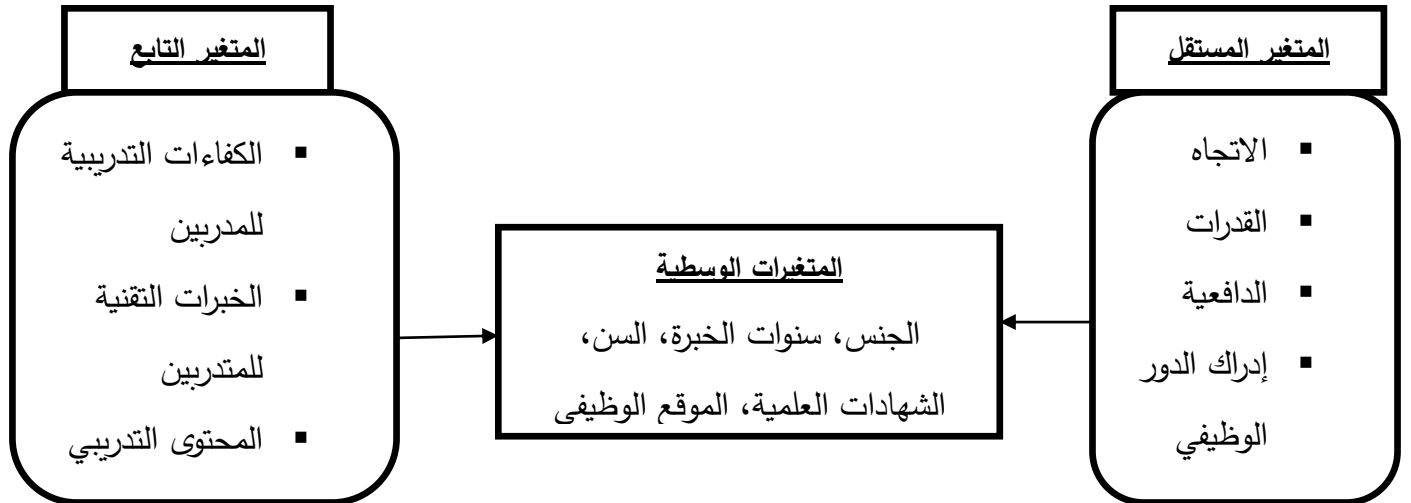 المتغير المستقل
▪ الاتجاه
▪ القدرات
▪ الدافعية
▪ إدراك الدور
الوظيفي
المتغيرات الوسطية
الجنس، سنوات الخبرة، السن،
الشهادات العلمية، الموقع الوظيفي
المتغير التابع
▪ الكفاءات التدريبية
للمدربين
▪ الخبرات التقنية
للمتدربين
▪ المحتوى التدريبي